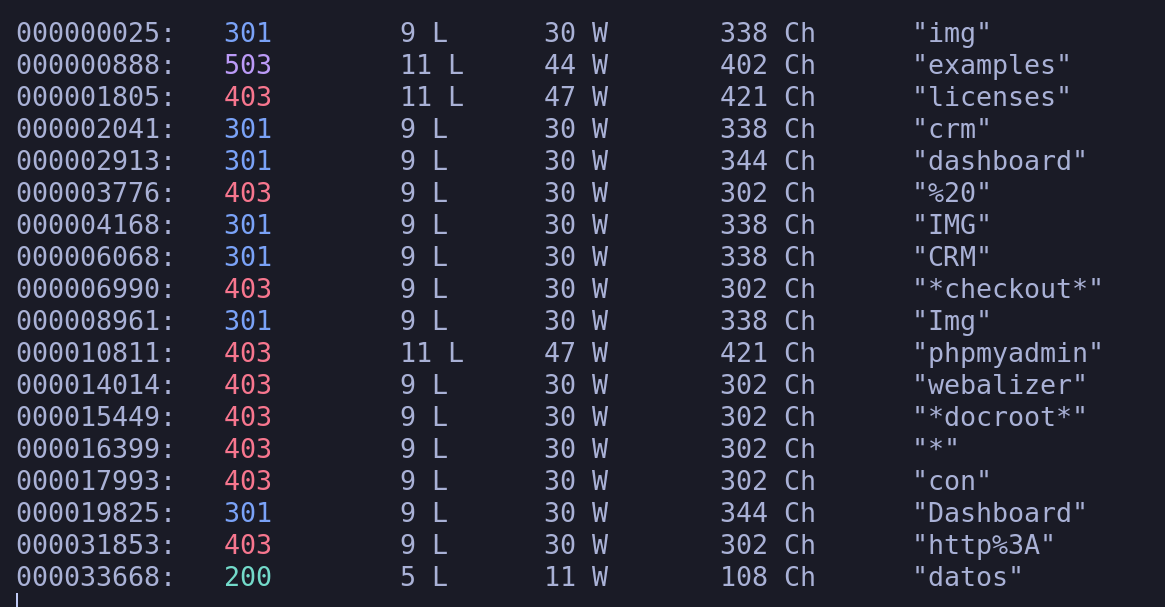 000000025:   301        9 L      30 W       338 Ch      "img"
000000888:   503        11 L     44 W       402 Ch      "examples"
000001805:   403        11 L     47 W       421 Ch      "licenses"
000002041:   301        9 L      30 W       338 Ch      "crm"
000002913:   301        9 L      30 W       344 Ch      "dashboard"
000003776:   403        9 L      30 W       302 Ch      "%20"
000004168:   301        9 L      30 W       338 Ch      "IMG"
000006068:   301        9 L      30 W       338 Ch      "CRM"
000006990:   403        9 L      30 W       302 Ch      "*checkout*"
000008961:   301        9 L      30 W       338 Ch      "Img"
000010811:   403        11 L     47 W       421 Ch      "phpmyadmin"
000014014:   403        9 L      30 W       302 Ch      "webalizer"
000015449:   403        9 L      30 W       302 Ch      "*docroot*"
000016399:   403        9 L      30 W       302 Ch      "*"
000017993:   403        9 L      30 W       302 Ch      "con"
000019825:   301        9 L      30 W       344 Ch      "Dashboard"
000031853:   403        9 L      30 W       302 Ch      "http%3A"
000033668:   200        5 L      11 W       108 Ch      "datos"